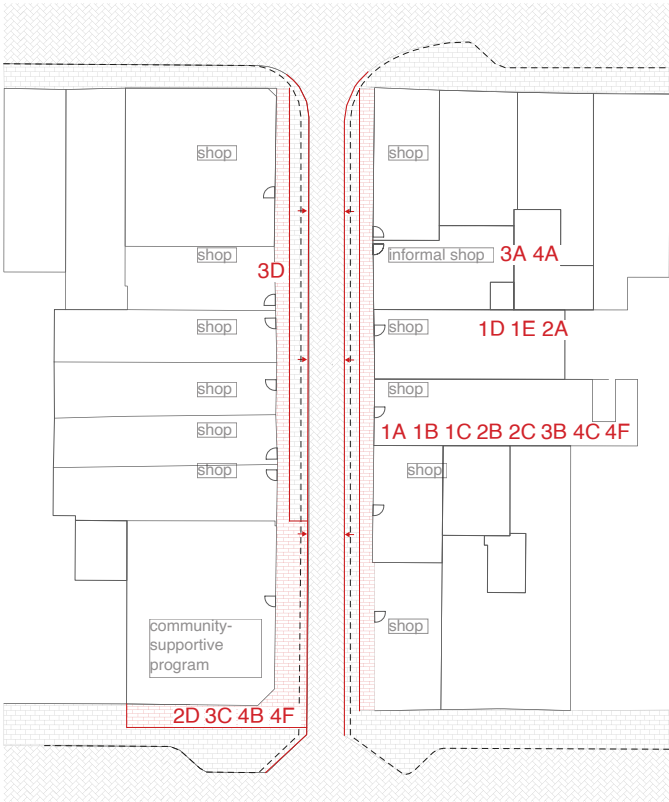 shop
shop
shop
informal shop
3A 4A
3D
shop
shop
1D 1E 2A
shop
shop
1A 1B 1C 2B 2C 3B 4C 4F
shop
shop
shop
community-
supportive
program
shop
2D 3C 4B 4F